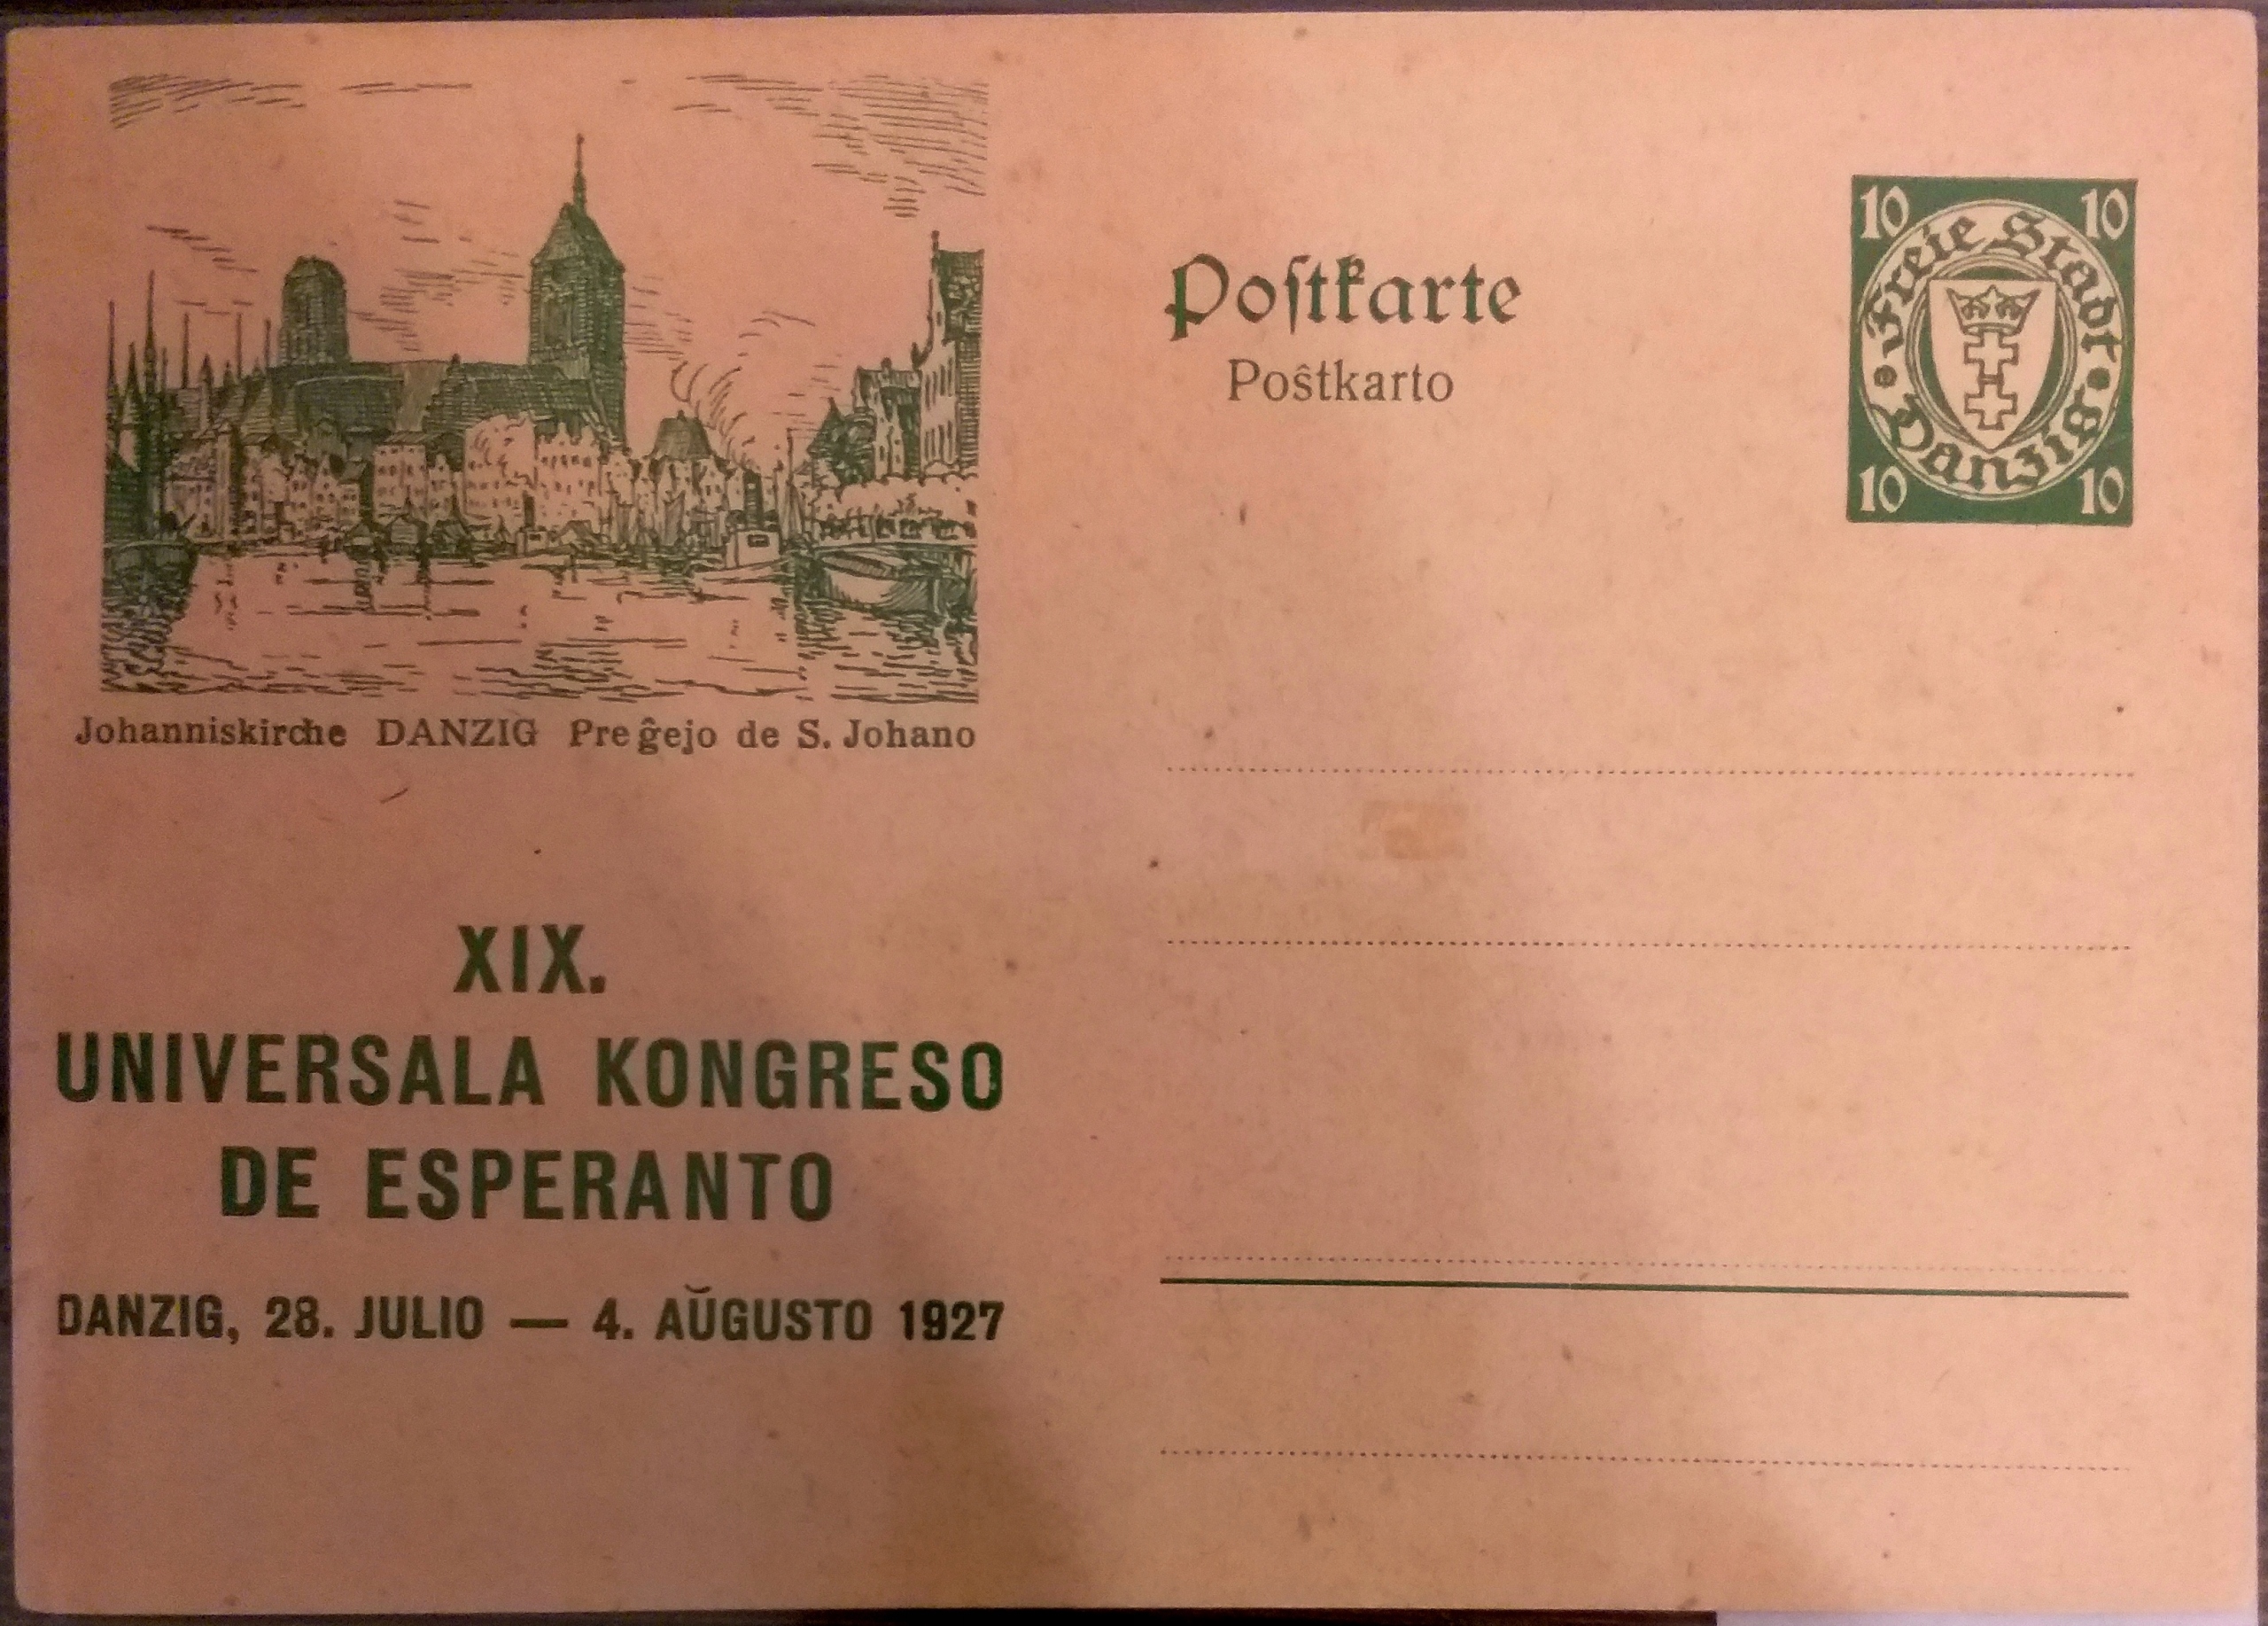 Johanniskirche DANZIG Preĝejo de S. Johano
XIX.
UNIVERSALA KONGRESO
DE ESPERANTO
DANZIG, 28. JULIO — 4. AŬGUSTO 1927
Poſtkarte
Poŝtkarto
10 10
Freie Stadt
Danzig
10 10